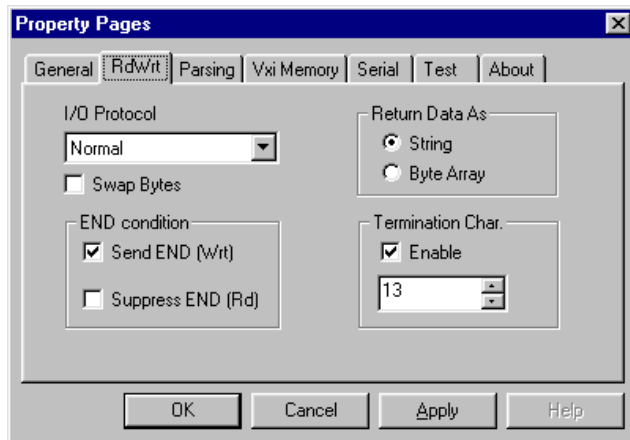 Property Pages
General RdWrt Parsing Vxi Memory Serial Test About
I/O Protocol
Normal
Swap Bytes
END condition
Send END (Wrt)
Suppress END (Rd)
Return Data As
String
Byte Array
Termination Char.
Enable
13
OK Cancel Apply Help